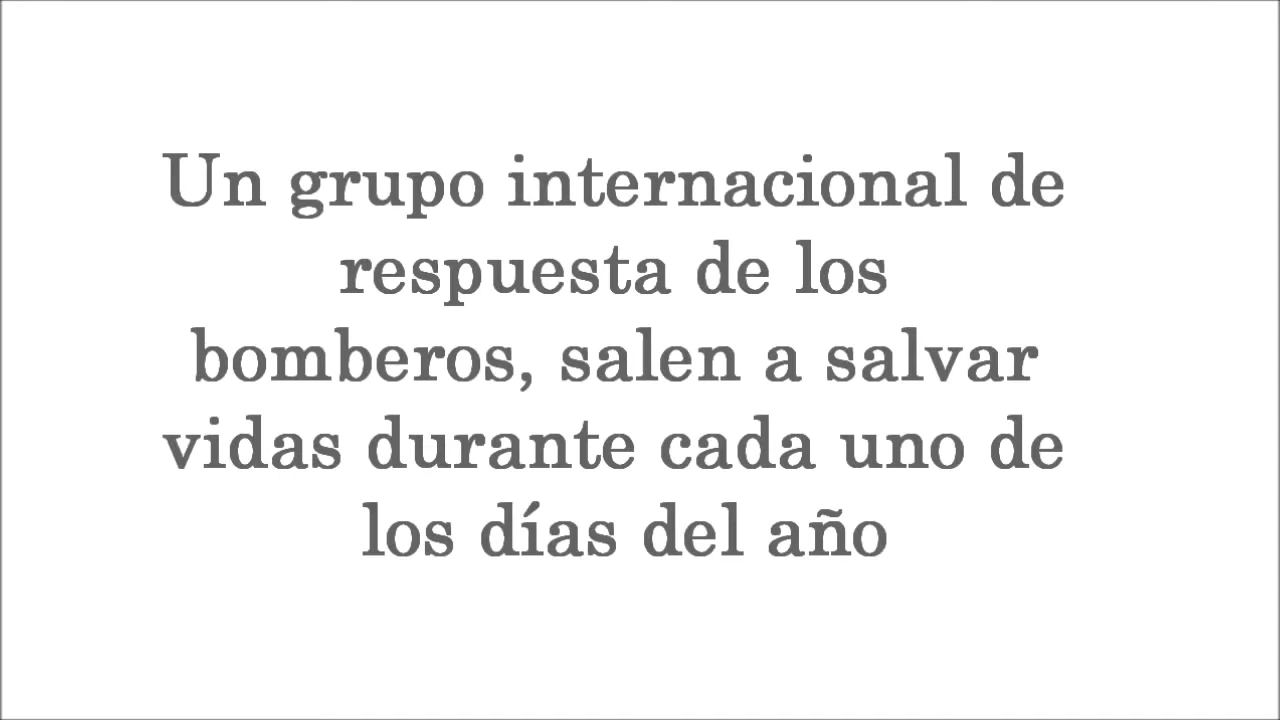 Un grupo internacional de
respuesta de los
bomberos, salen a salvar
vidas durante cada uno de
los días del año